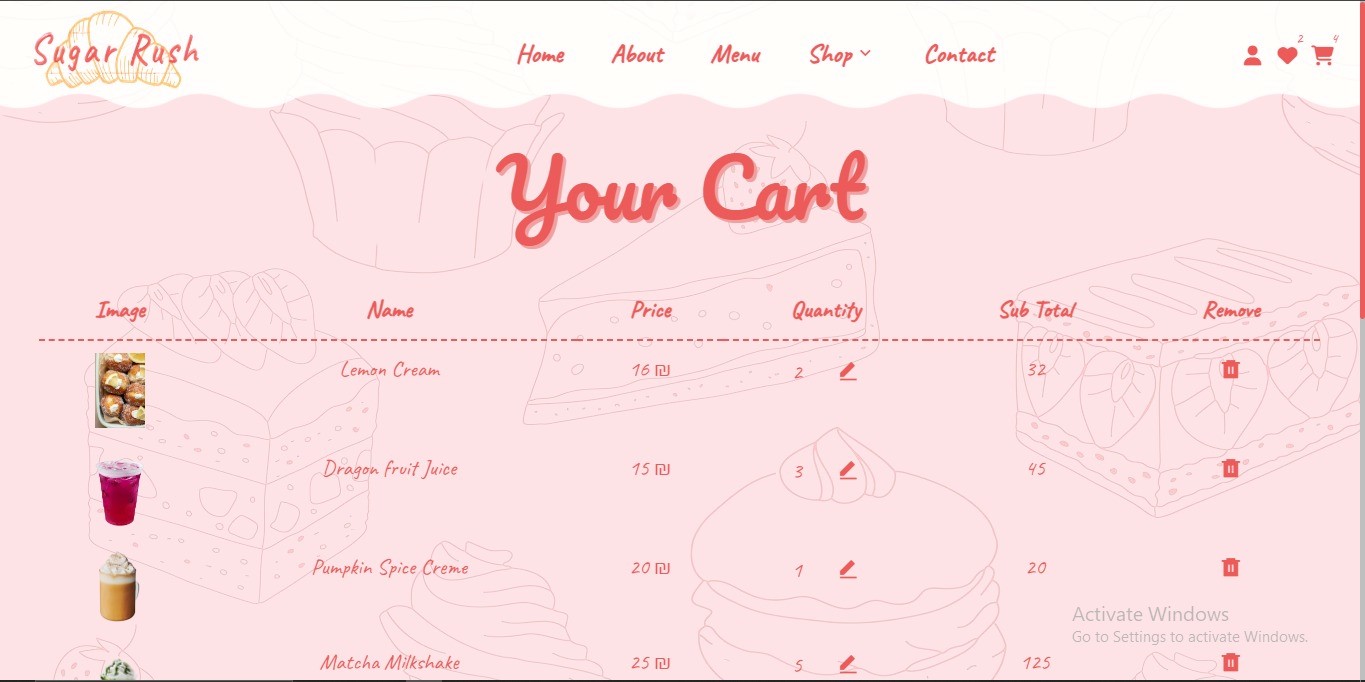 Sugar Rush
Home About Menu Shop Contact
2 4
Your Cart
Image Name Price Quantity Sub Total Remove
Lemon Cream 16 ₪ 2 32
Dragon Fruit Juice 15 ₪ 3 45
Pumpkin Spice Creme 20 ₪ 1 20
Activate Windows
Go to Settings to activate Windows.
Matcha Milkshake 25 ₪ 5 125